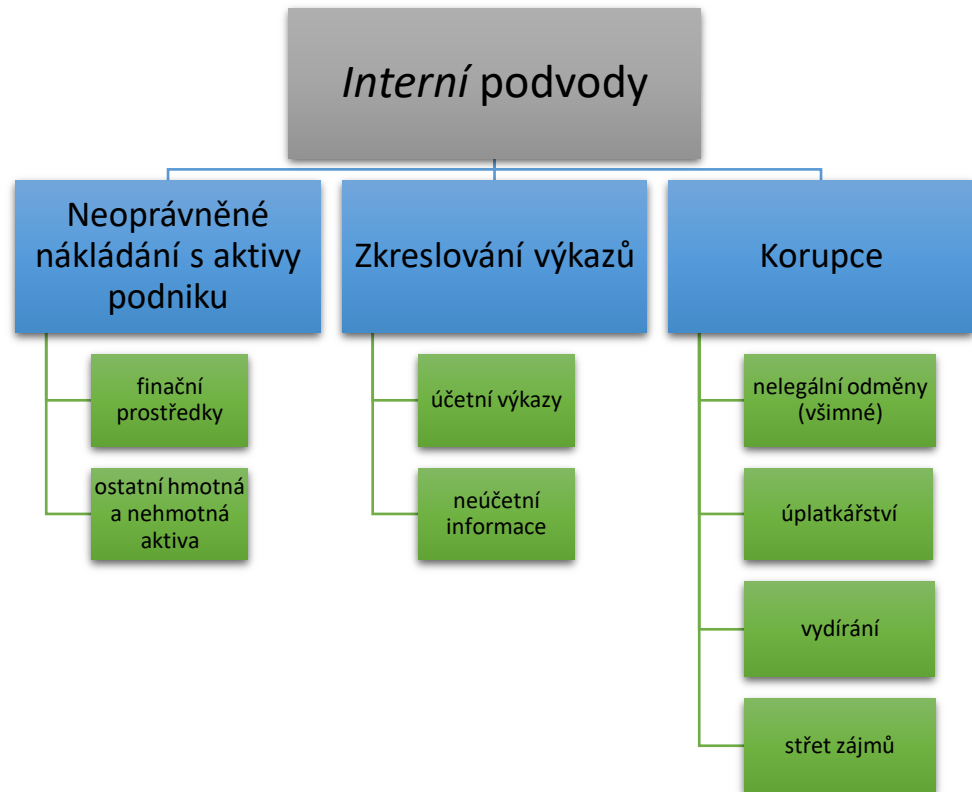 Interní podvody
Neoprávněné
nákládání s aktivy
podniku
finační
prostředky
ostatní hmotná
a nehmotná
aktiva
Zkreslování výkazů
účetní výkazy
neúčetní
informace
Korupce
nelegální odměny
(všimné)
úplatkářství
vydírání
střet zájmů